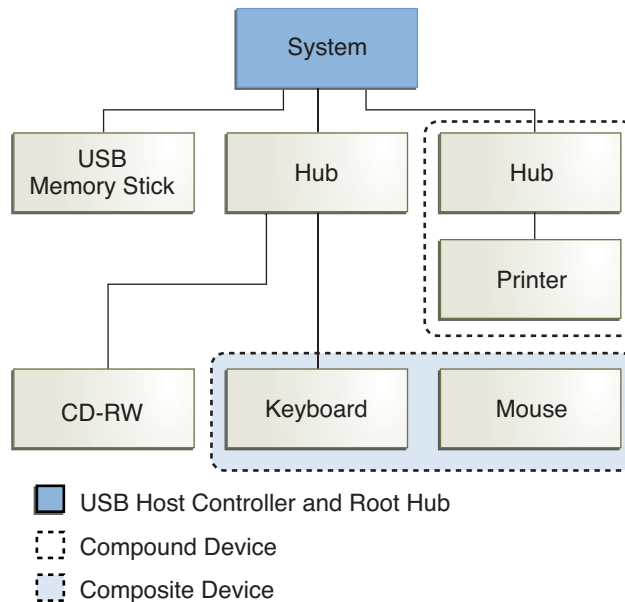 System
USB
Memory Stick
Hub
Hub
Printer
CD-RW
Keyboard
Mouse
USB Host Controller and Root Hub
Compound Device
Composite Device